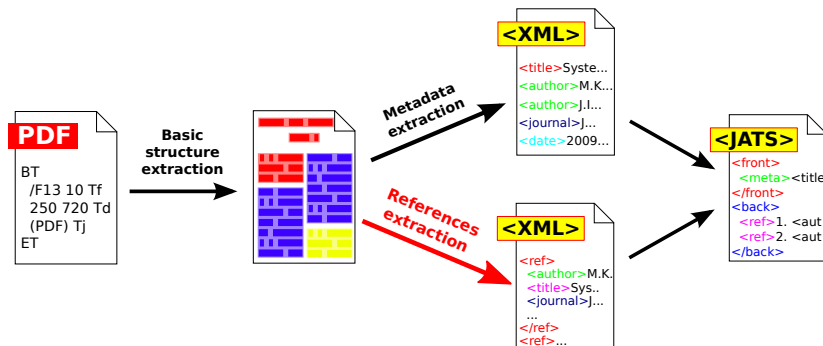 PDF
BT
/F13 10 Tf
250 720 Td
(PDF) Tj
ET
Basic
structure
extraction
Metadata
extraction
References
extraction
<XML>
<title>Syste...
<author>M.K...
<author>J.I...
<journal>J...
<date>2009...
<XML>
<ref>
<author>M.K.
<title>Sys..
<journal>J...
...
</ref>
<ref>...
<JATS>
<front>
<meta><title
</front>
<back>
<ref>1. <aut
<ref>2. <aut
</back>